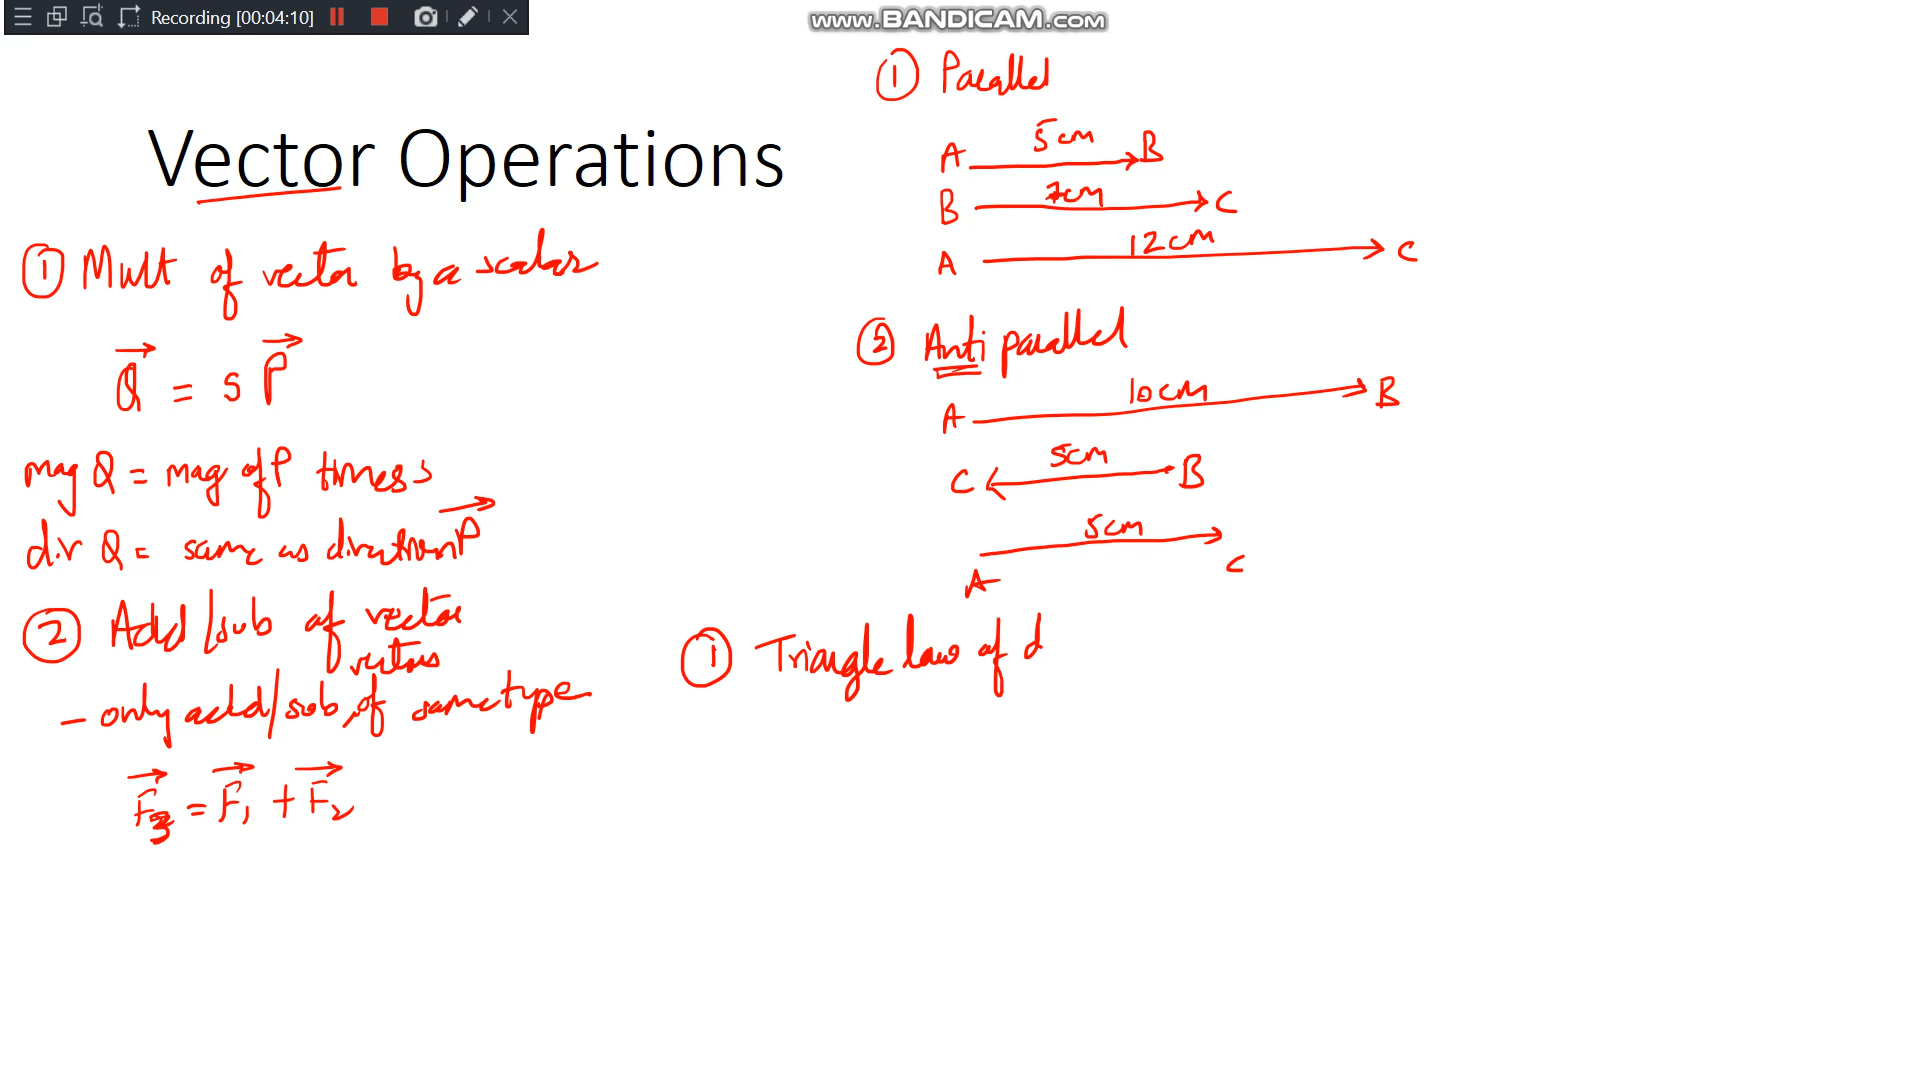 Recording [00:04:10]
www.BANDICAM.com
Vector Operations
① Mult of vector by a scalar
Q = s P
mag Q = mag of P times s
dir Q = same as direction P
② Add/sub of vector
vectors
- only add/sub, of same type
F3 = F1 + F2
① Parallel
A 5cm B
B 7cm C
A 12cm C
② Anti parallel
A 10cm B
C 5cm B
A 5cm C
① Triangle law of d